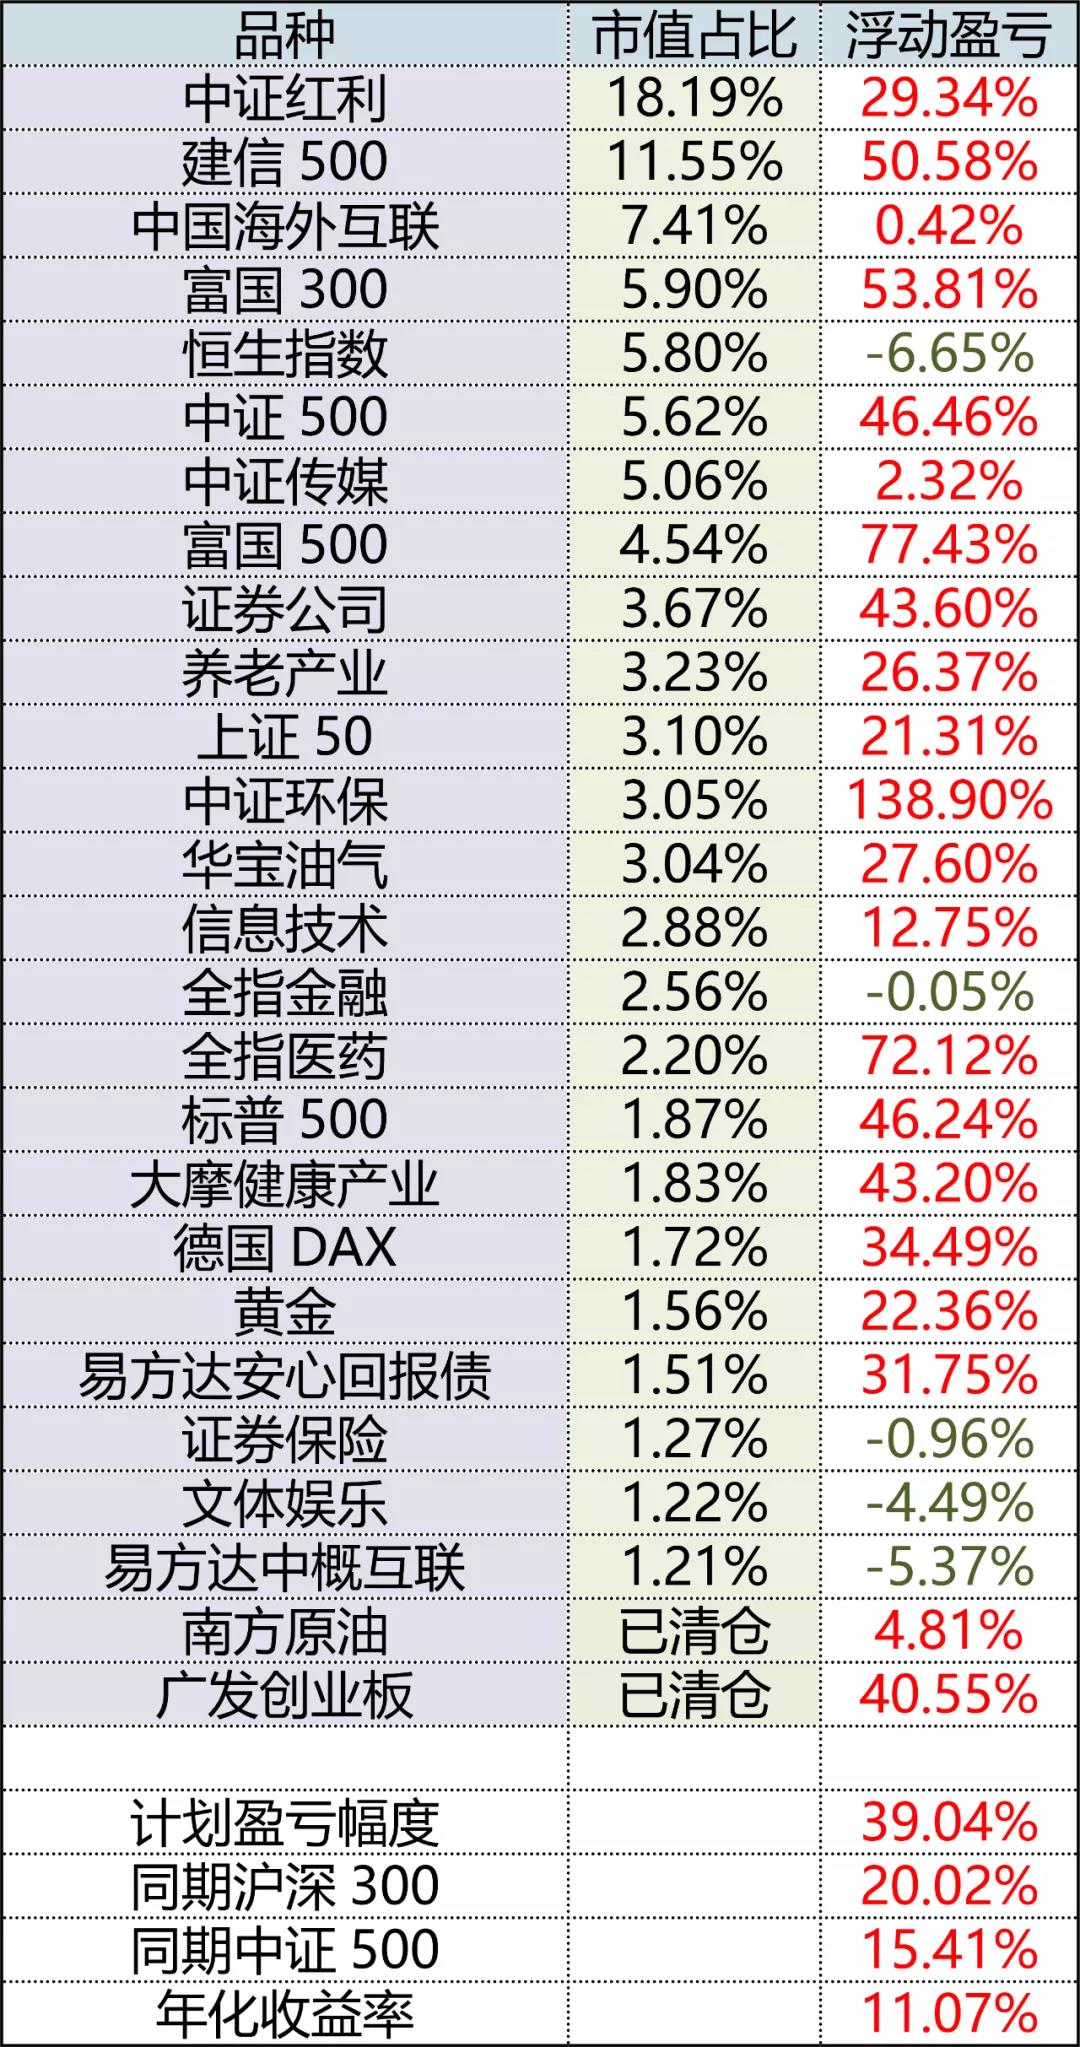 品种 市值占比 浮动盈亏
中证红利 18.19% 29.34%
建信 500 11.55% 50.58%
中国海外互联 7.41% 0.42%
富国 300 5.90% 53.81%
恒生指数 5.80% -6.65%
中证 500 5.62% 46.46%
中证传媒 5.06% 2.32%
富国 500 4.54% 77.43%
证券公司 3.67% 43.60%
养老产业 3.23% 26.37%
上证 50 3.10% 21.31%
中证环保 3.05% 138.90%
华宝油气 3.04% 27.60%
信息技术 2.88% 12.75%
全指金融 2.56% -0.05%
全指医药 2.20% 72.12%
标普 500 1.87% 46.24%
大摩健康产业 1.83% 43.20%
德国 DAX 1.72% 34.49%
黄金 1.56% 22.36%
易方达安心回报债 1.51% 31.75%
证券保险 1.27% -0.96%
文体娱乐 1.22% -4.49%
易方达中概互联 1.21% -5.37%
南方原油 已清仓 4.81%
广发创业板 已清仓 40.55%
计划盈亏幅度 39.04%
同期沪深 300 20.02%
同期中证 500 15.41%
年化收益率 11.07%